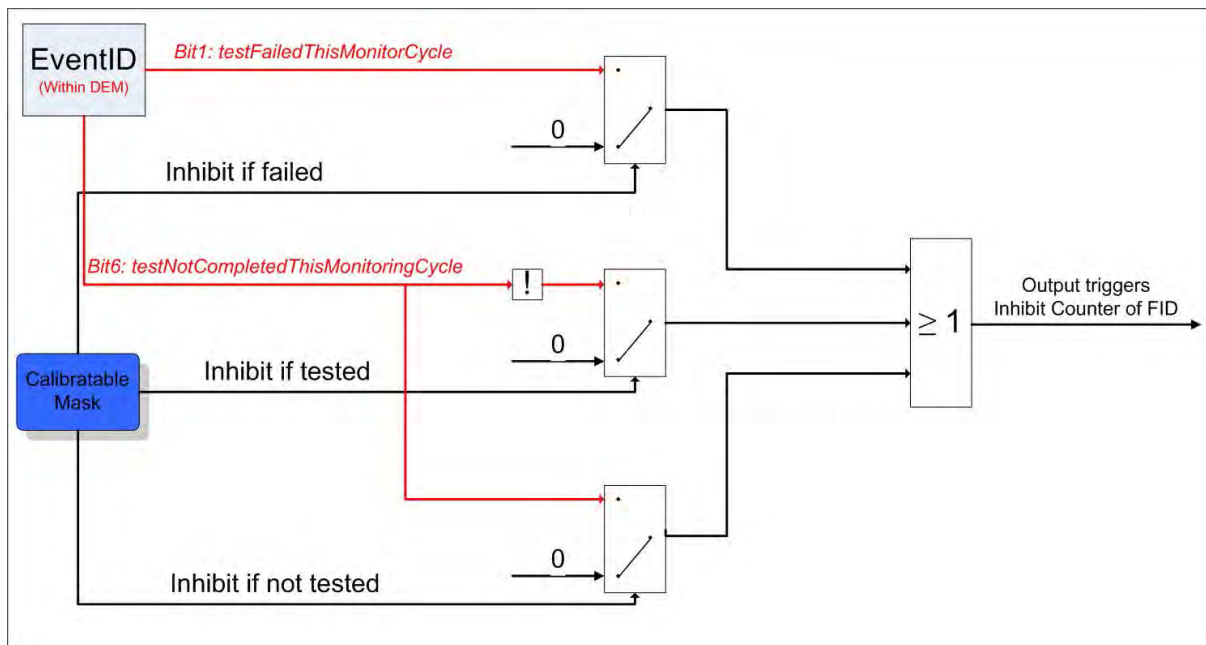 EventID
(Within DEM)
Bit1: testFailedThisMonitorCycle
0
Inhibit if failed
Bit6: testNotCompletedThisMonitoringCycle
!
0
Inhibit if tested
Calibratable
Mask
≥ 1
Output triggers
Inhibit Counter of FID
0
Inhibit if not tested